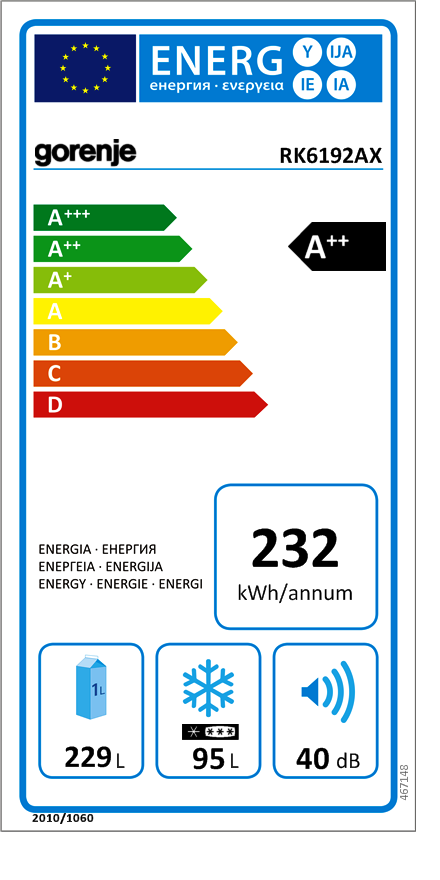 ENERG Y IJA
енергия · ενεργεια IE IA
gorenje RK6192AX
A+++
A++ A++
A+
A
B
C
D
232
kWh/annum
ENERGIA · ЕНЕРГИЯ
ΕΝΕΡΓΕΙΑ · ENERGIJA
ENERGY · ENERGIE · ENERGI
1L
229 L 95 L 40 dB
467148
2010/1060